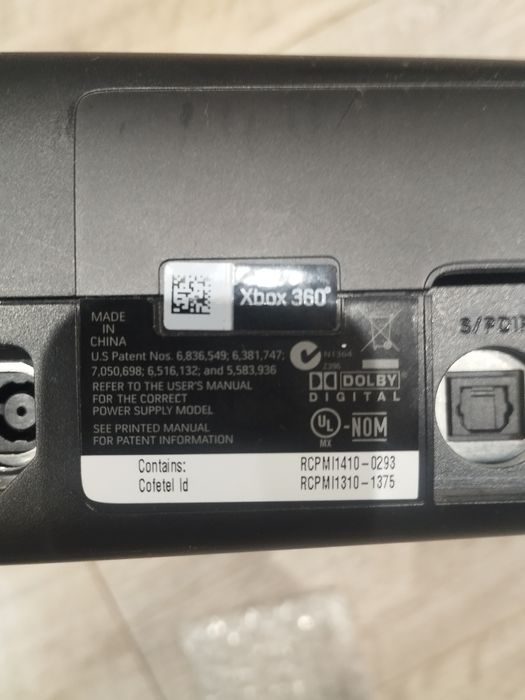 Xbox 360
MADE
IN
CHINA
U.S Patent Nos. 6,836,549; 6,381,747;
7,050,698; 6,516,132; and 5,583,936
REFER TO THE USER'S MANUAL
FOR THE CORRECT
POWER SUPPLY MODEL
SEE PRINTED MANUAL
FOR PATENT INFORMATION
N1364
Z395
DOLBY
DIGITAL
UL
MX
-NOM
S/PDIF
Contains: RCPMI1410-0293
Cofetel Id RCPMI1310-1375